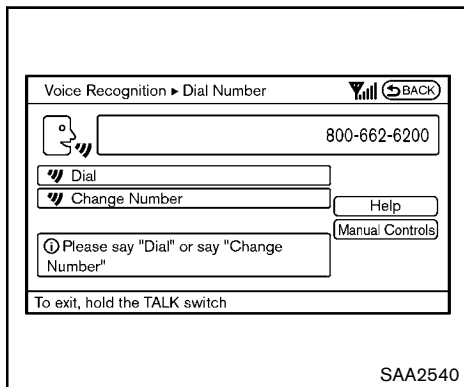 Voice Recognition ▸ Dial Number
BACK
800-662-6200
Dial
Change Number
Help
Manual Controls
Please say "Dial" or say "Change
Number"
To exit, hold the TALK switch
SAA2540